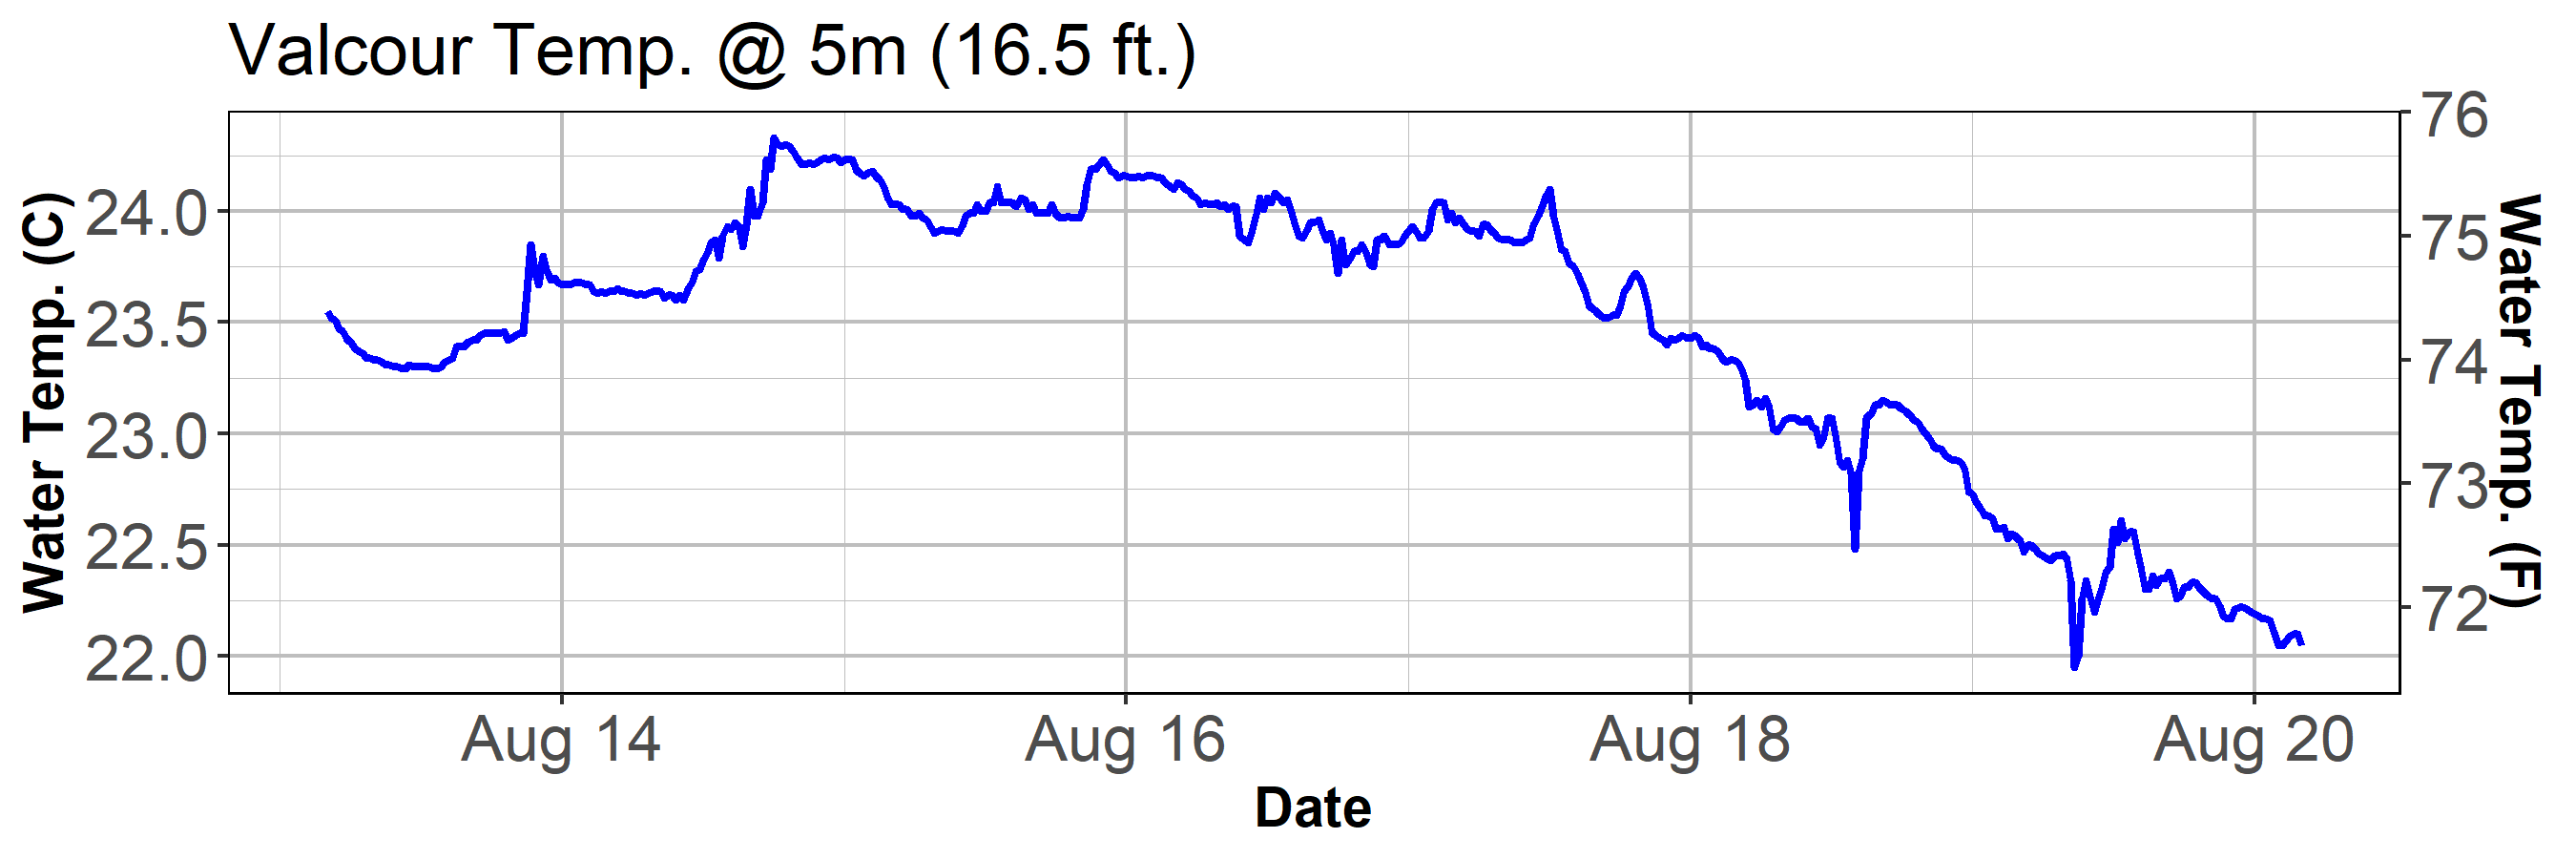 Valcour Temp. @ 5m (16.5 ft.)
Water Temp. (C)
24.0
23.5
23.0
22.5
22.0
76
75
74
73
72
Water Temp. (F)
Aug 14 Aug 16 Aug 18 Aug 20
Date